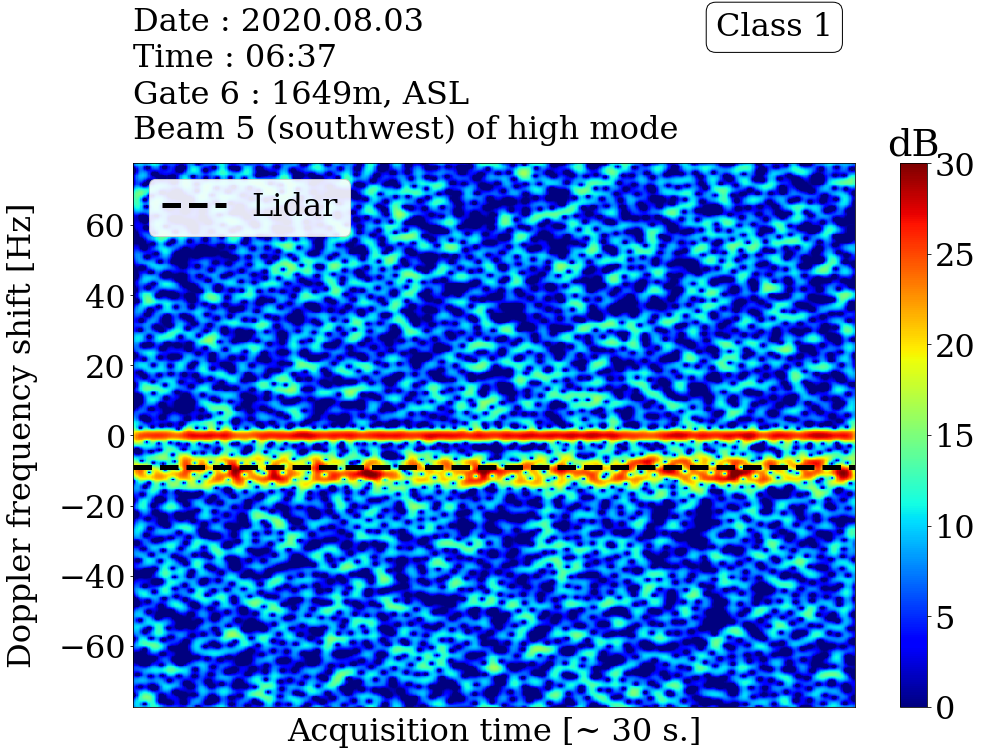 Date : 2020.08.03
Time : 06:37
Gate 6 : 1649m, ASL
Beam 5 (southwest) of high mode
Class 1
dB
Lidar
Doppler frequency shift [Hz]
60
40
20
0
−20
−40
−60
Acquisition time [~ 30 s.]
30
25
20
15
10
5
0